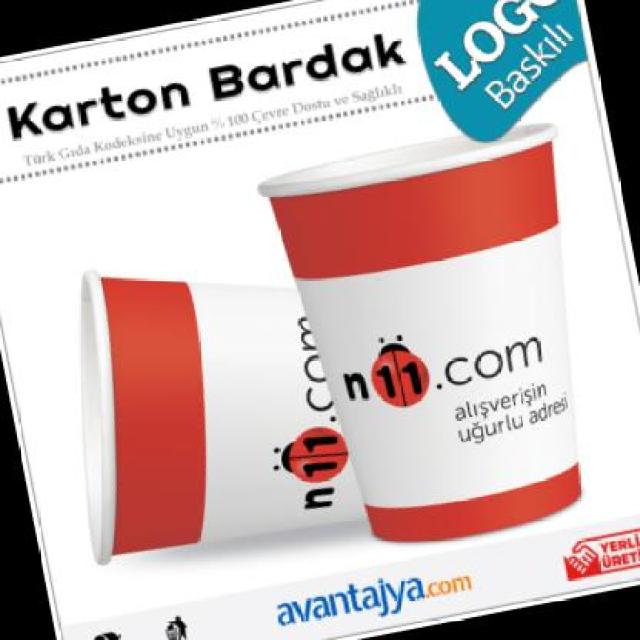 Karton Bardak
Türk Gıda Kodeksine Uygun % 100 Çevre Dostu ve Sağlıklı
LOGO
Baskılı
n11.com
alışverişin
uğurlu adresi
n11.com
avantajya.com
YERLİ